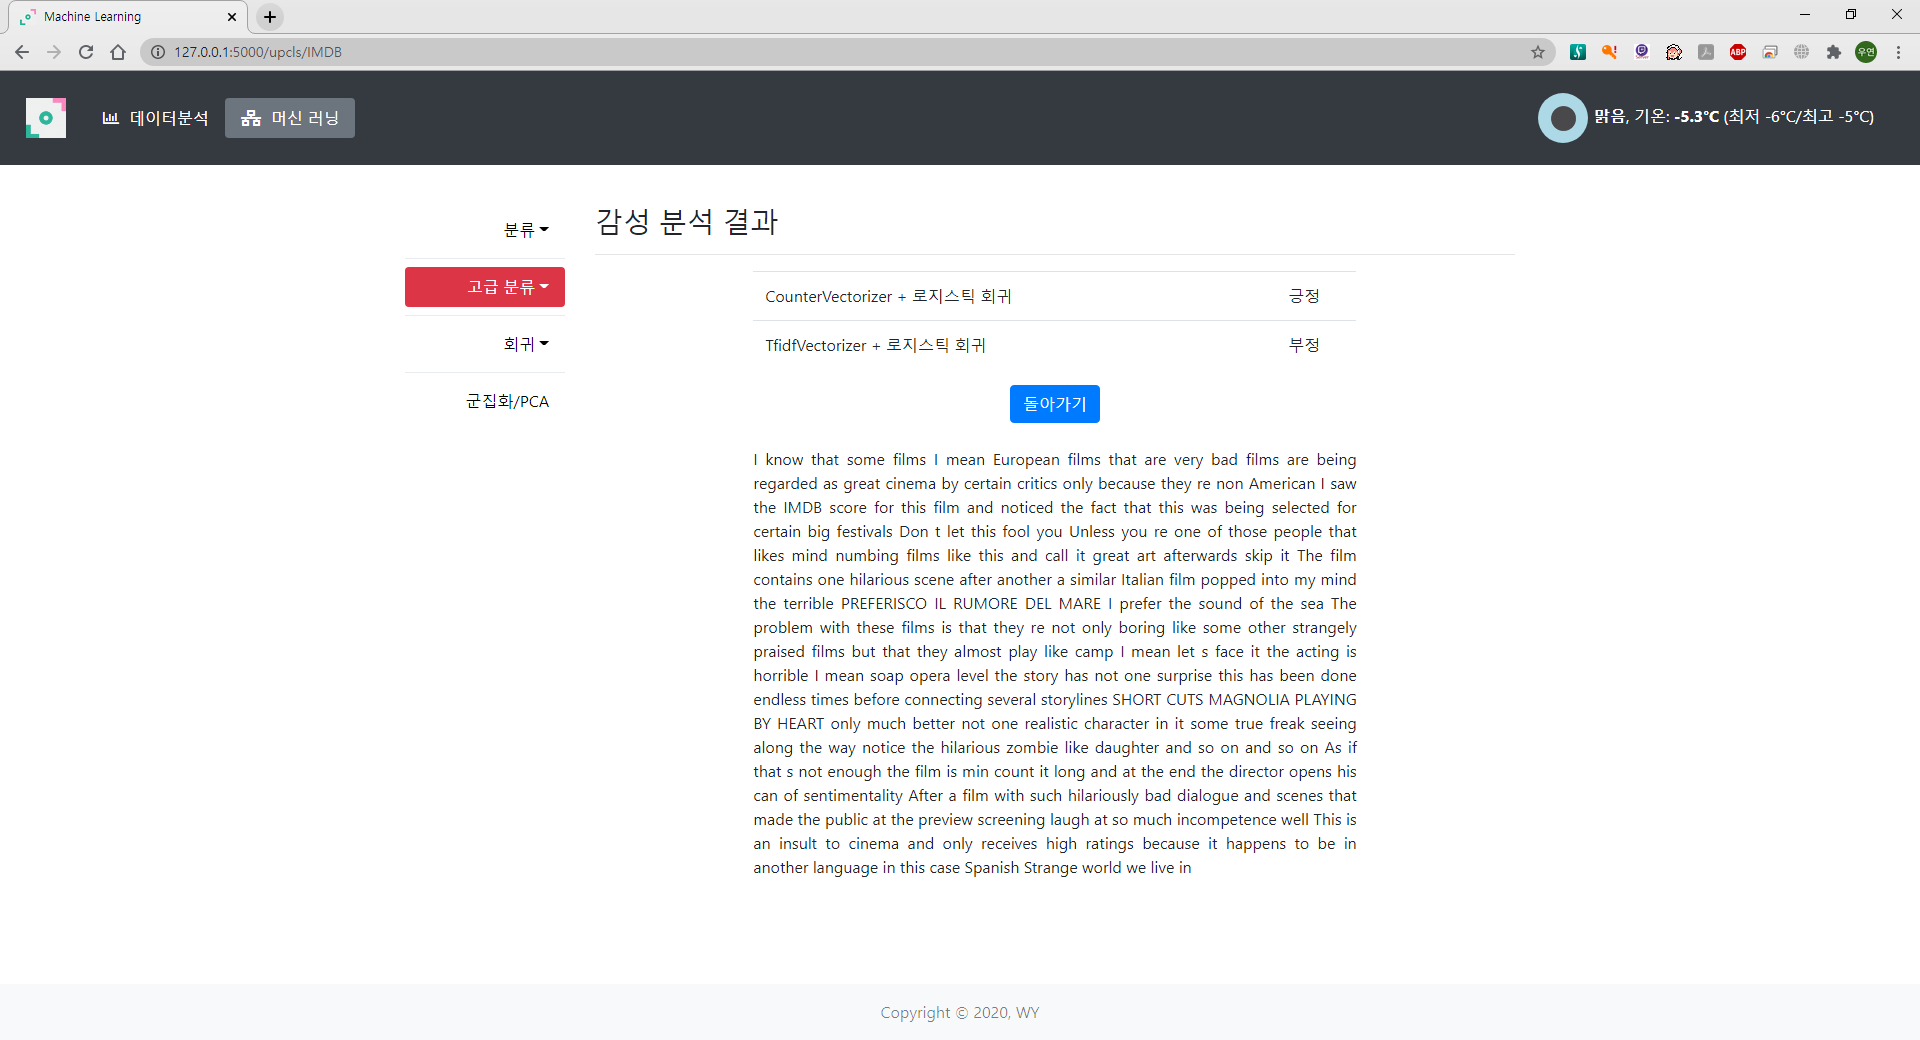 Machine Learning
127.0.0.1:5000/upcls/IMDB
ABP
우연
데이터분석
머신 러닝
맑음, 기온: -5.3°C (최저 -6°C/최고 -5°C)
분류
고급 분류
회귀
군집화/PCA
감성 분석 결과
CounterVectorizer + 로지스틱 회귀 긍정
TfidfVectorizer + 로지스틱 회귀 부정
돌아가기
I know that some films I mean European films that are very bad films are being
regarded as great cinema by certain critics only because they re non American I saw
the IMDB score for this film and noticed the fact that this was being selected for
certain big festivals Don t let this fool you Unless you re one of those people that
likes mind numbing films like this and call it great art afterwards skip it The film
contains one hilarious scene after another a similar Italian film popped into my mind
the terrible PREFERISCO IL RUMORE DEL MARE I prefer the sound of the sea The
problem with these films is that they re not only boring like some other strangely
praised films but that they almost play like camp I mean let s face it the acting is
horrible I mean soap opera level the story has not one surprise this has been done
endless times before connecting several storylines SHORT CUTS MAGNOLIA PLAYING
BY HEART only much better not one realistic character in it some true freak seeing
along the way notice the hilarious zombie like daughter and so on and so on As if
that s not enough the film is min count it long and at the end the director opens his
can of sentimentality After a film with such hilariously bad dialogue and scenes that
made the public at the preview screening laugh at so much incompetence well This is
an insult to cinema and only receives high ratings because it happens to be in
another language in this case Spanish Strange world we live in
Copyright © 2020, WY